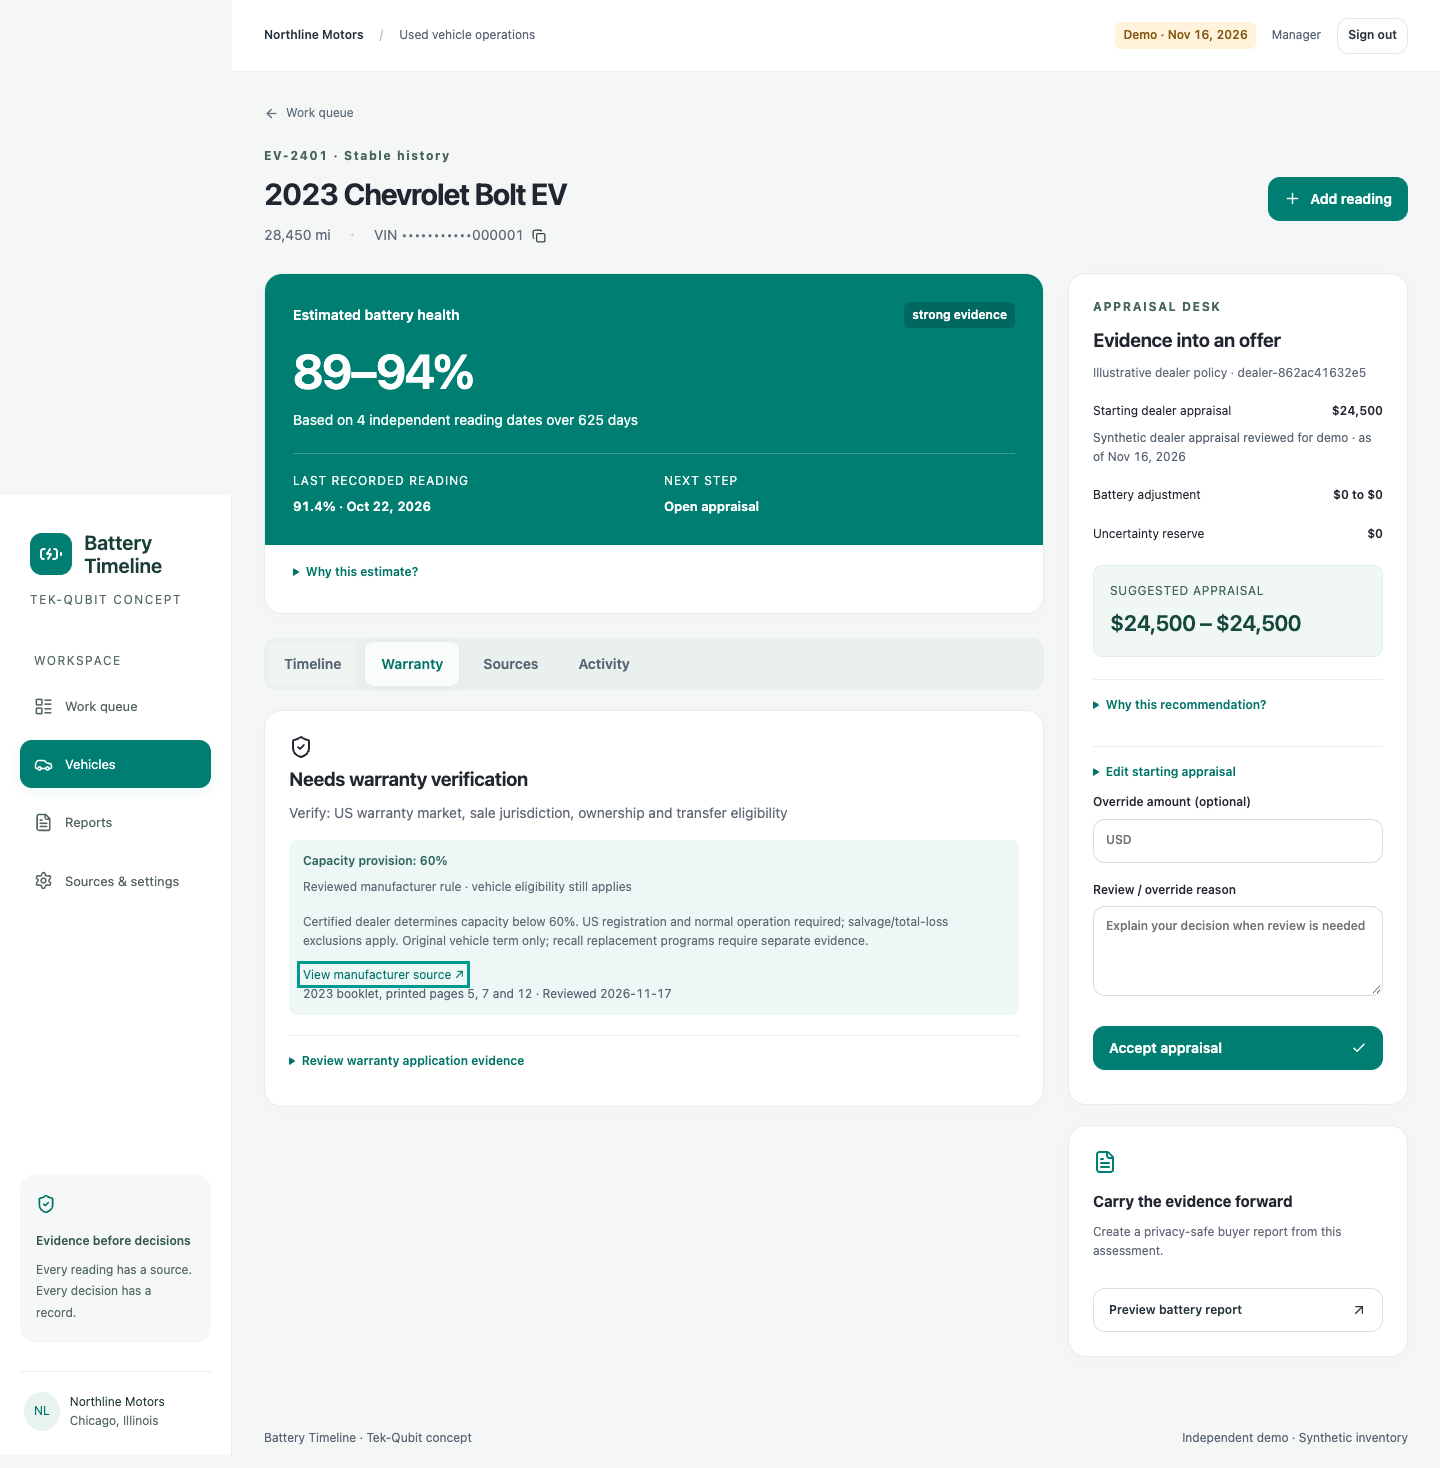 Northline Motors / Used vehicle operations
Demo · Nov 16, 2026
Manager
Sign out
Work queue
EV-2401 · Stable history
2023 Chevrolet Bolt EV
28,450 mi · VIN •••••••••••000001
Add reading
Estimated battery health
strong evidence
89–94%
Based on 4 independent reading dates over 625 days
LAST RECORDED READING
91.4% · Oct 22, 2026
NEXT STEP
Open appraisal
Why this estimate?
Timeline
Warranty
Sources
Activity
Needs warranty verification
Verify: US warranty market, sale jurisdiction, ownership and transfer eligibility
Capacity provision: 60%
Reviewed manufacturer rule · vehicle eligibility still applies
Certified dealer determines capacity below 60%. US registration and normal operation required; salvage/total-loss
exclusions apply. Original vehicle term only; recall replacement programs require separate evidence.
View manufacturer source ↗
2023 booklet, printed pages 5, 7 and 12 · Reviewed 2026-11-17
Review warranty application evidence
APPRAISAL DESK
Evidence into an offer
Illustrative dealer policy · dealer-862ac41632e5
Starting dealer appraisal $24,500
Synthetic dealer appraisal reviewed for demo · as
of Nov 16, 2026
Battery adjustment $0 to $0
Uncertainty reserve $0
SUGGESTED APPRAISAL
$24,500 – $24,500
Why this recommendation?
Edit starting appraisal
Override amount (optional)
USD
Review / override reason
Explain your decision when review is needed
Accept appraisal
Carry the evidence forward
Create a privacy-safe buyer report from this
assessment.
Preview battery report
Battery
Timeline
TEK-QUBIT CONCEPT
WORKSPACE
Work queue
Vehicles
Reports
Sources & settings
Evidence before decisions
Every reading has a source.
Every decision has a
record.
NL
Northline Motors
Chicago, Illinois
Battery Timeline · Tek-Qubit concept
Independent demo · Synthetic inventory